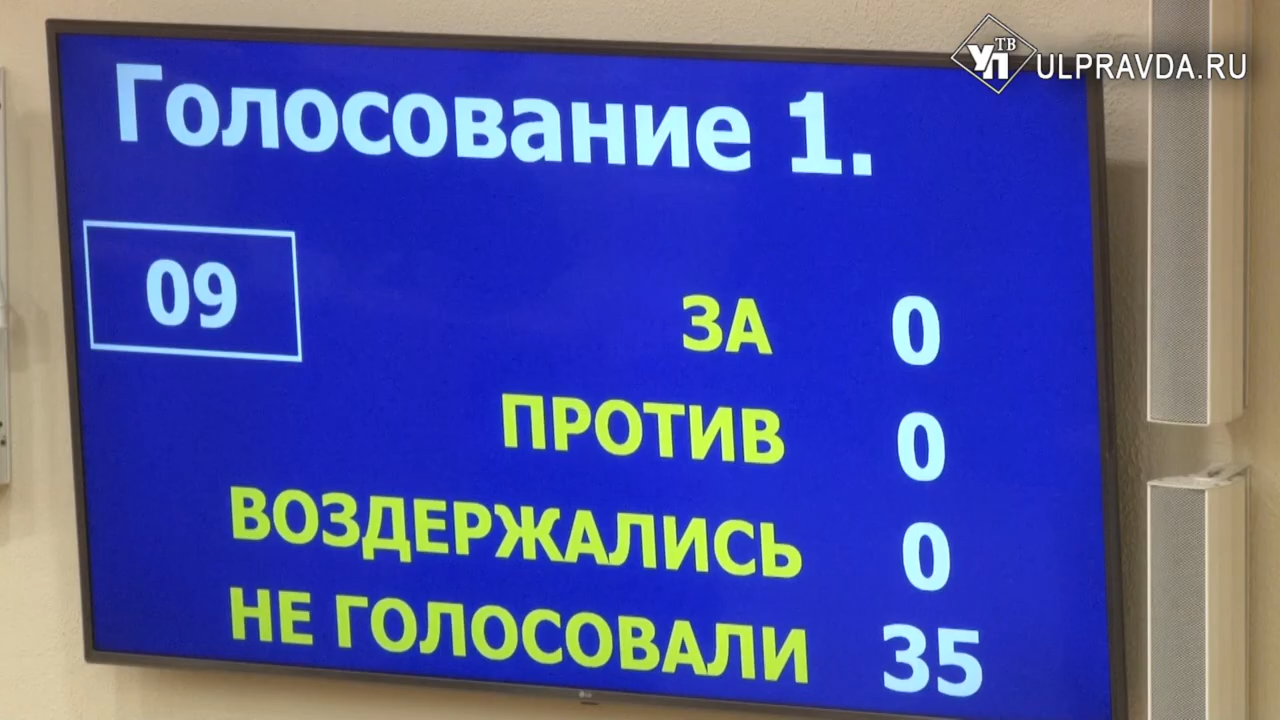 УП ТВ ULPRAVDA.RU
Голосование 1.
09
ЗА 0
ПРОТИВ 0
ВОЗДЕРЖАЛИСЬ 0
НЕ ГОЛОСОВАЛИ 35
LG